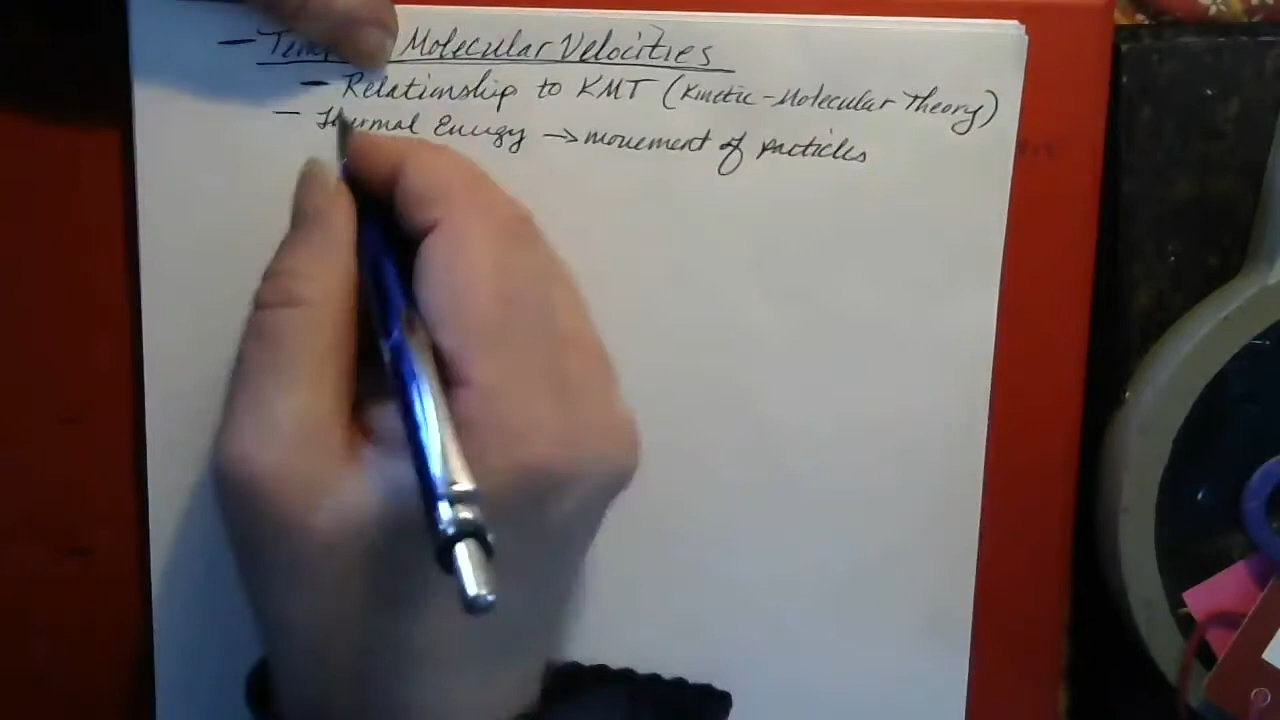 — Molecular Velocities
– Relationship to KMT (Kinetic-Molecular Theory)
— Thermal Energy → movement of particles